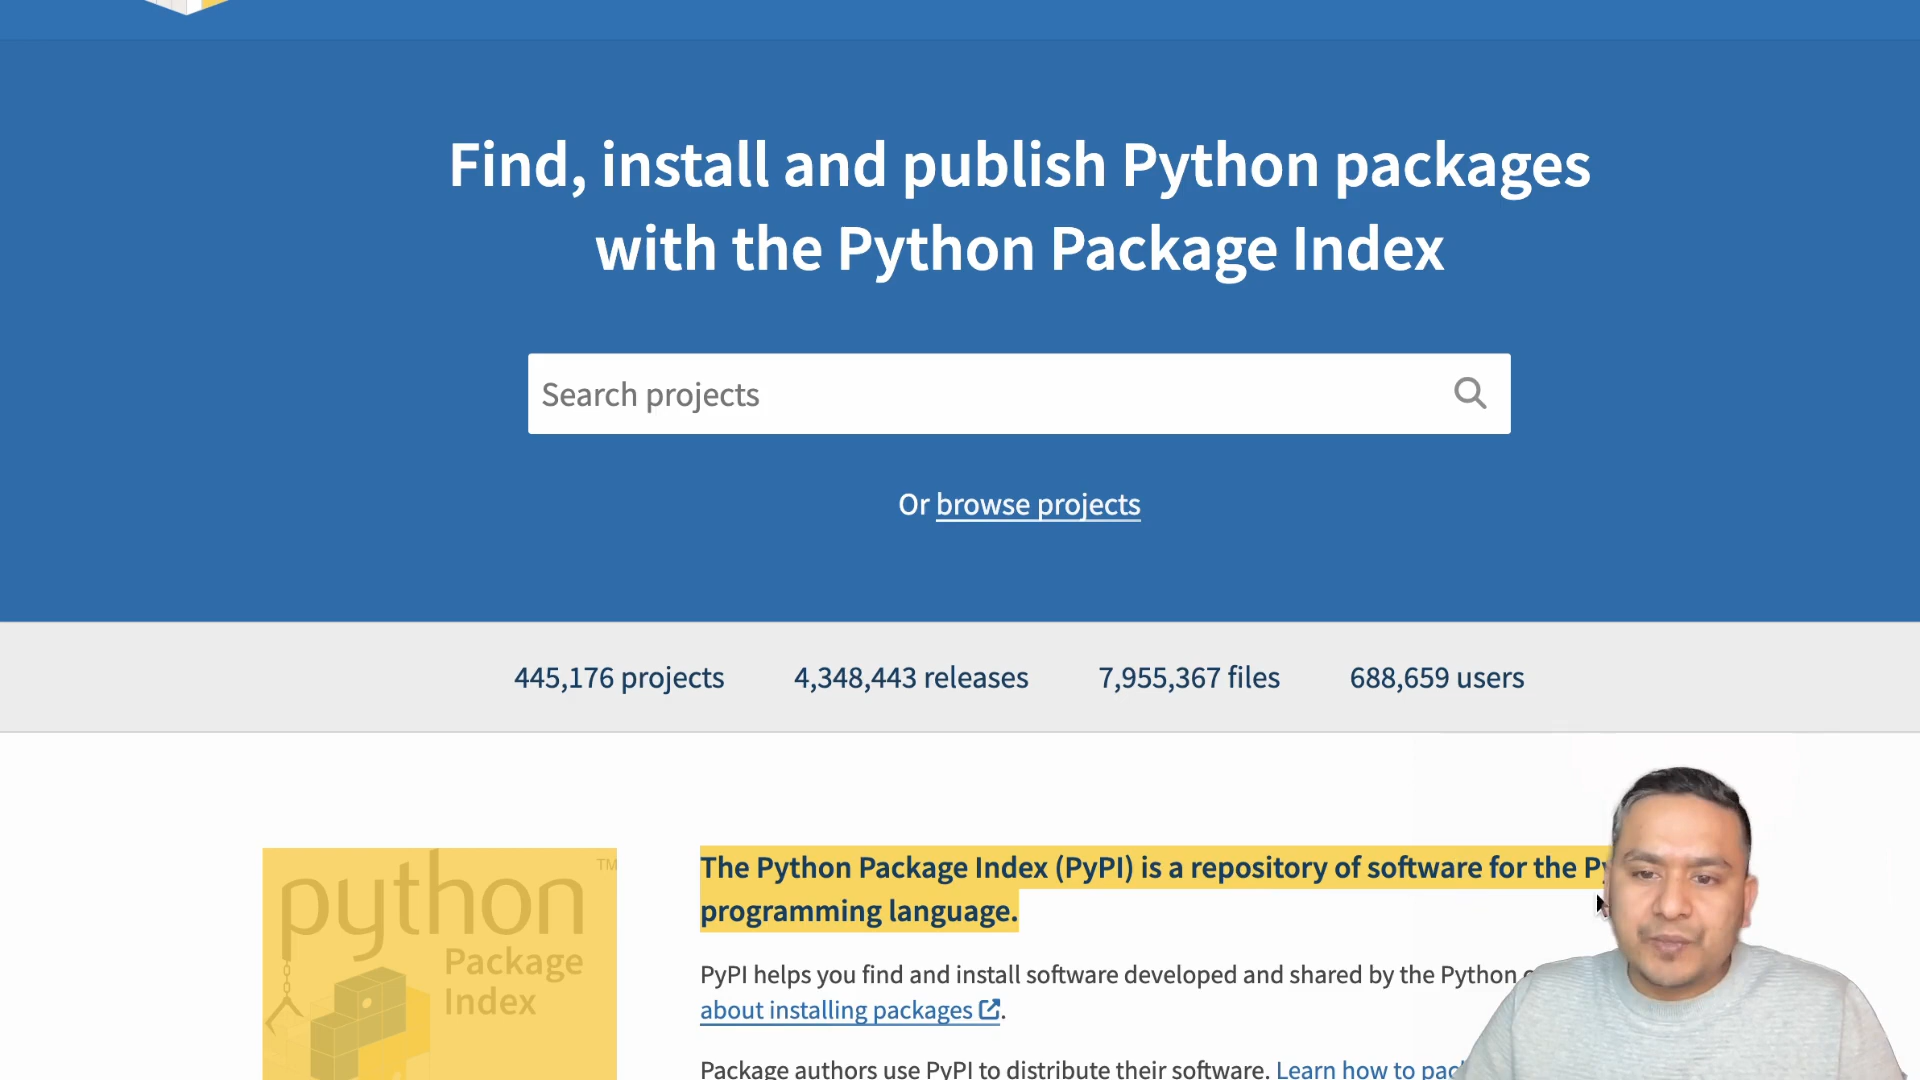 Find, install and publish Python packages
with the Python Package Index
Search projects
Or browse projects
445,176 projects 4,348,443 releases 7,955,367 files 688,659 users
python TM
Package
Index
The Python Package Index (PyPI) is a repository of software for the
programming language.
PyPI helps you find and install software developed and shared by the Python
about installing packages.
Package authors use PyPI to distribute their software. Learn how to